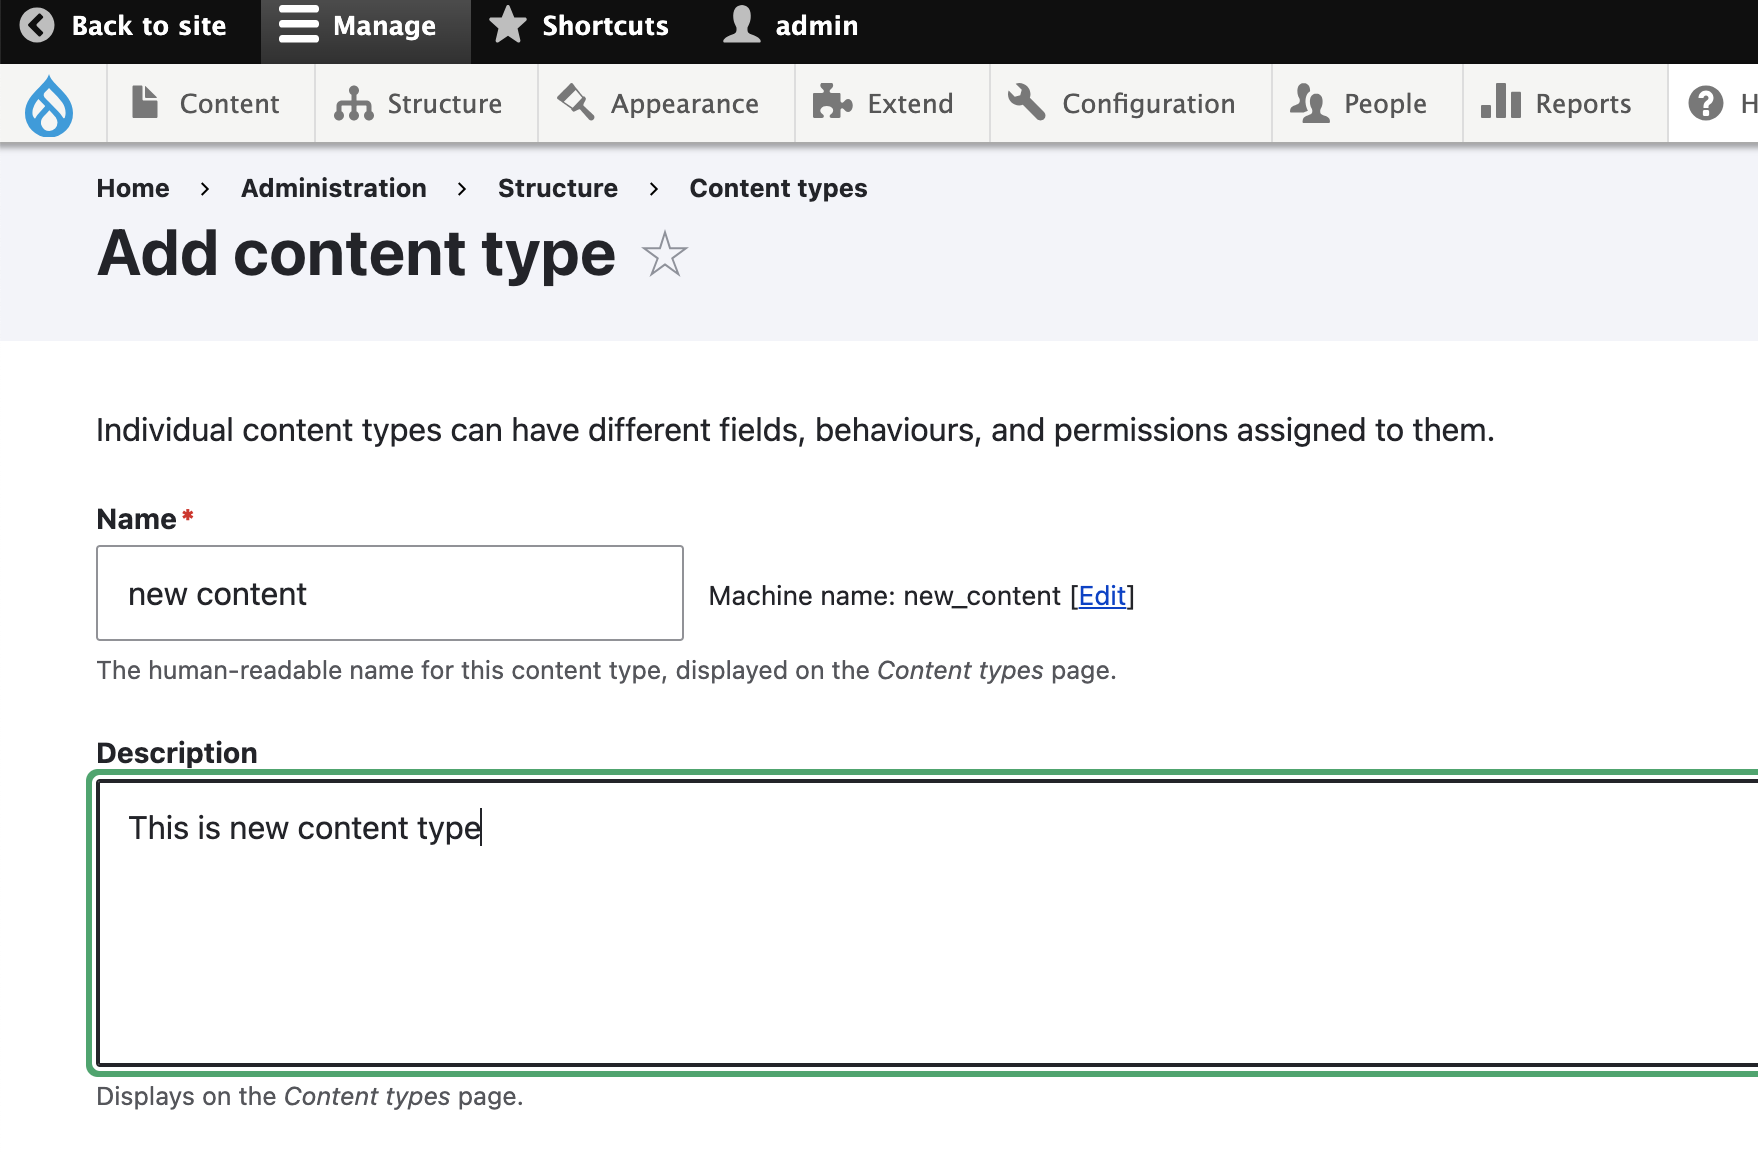 Back to site Manage Shortcuts admin
Content Structure Appearance Extend Configuration People Reports
Home > Administration > Structure > Content types
Add content type
Individual content types can have different fields, behaviours, and permissions assigned to them.
Name*
new content
Machine name: new_content [Edit]
The human-readable name for this content type, displayed on the Content types page.
Description
This is new content type
Displays on the Content types page.